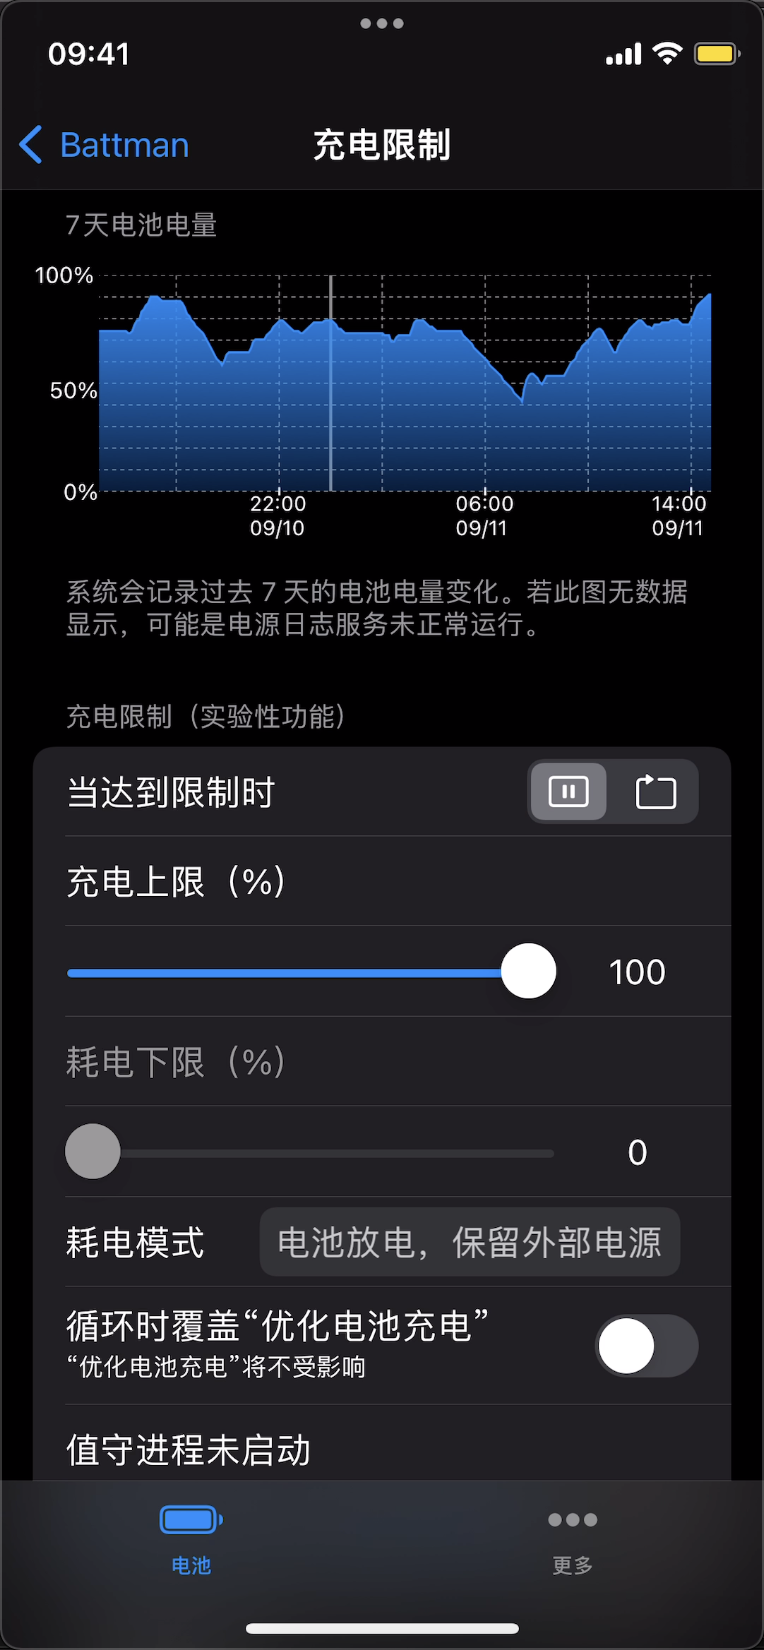 09:41
Battman
充电限制
7天电池电量
100%
50%
0%
22:00 06:00 14:00
09/10 09/11 09/11
系统会记录过去 7 天的电池电量变化。若此图无数据
显示，可能是电源日志服务未正常运行。
充电限制（实验性功能）
当达到限制时
充电上限（%）
100
耗电下限（%）
0
耗电模式 电池放电，保留外部电源
循环时覆盖“优化电池充电”
“优化电池充电”将不受影响
值守进程未启动
电池 更多